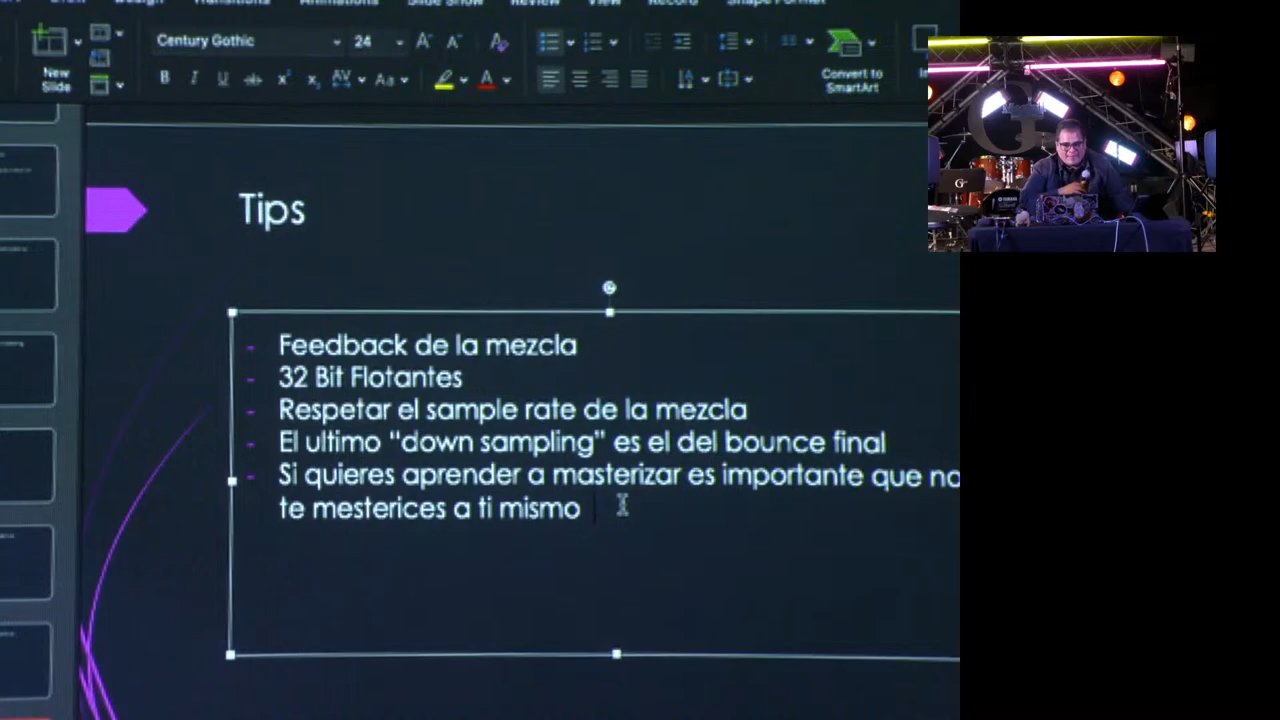 Century Gothic
24
New
Slide
Convert to
SmartArt
Tips
- Feedback de la mezcla
- 32 Bit Flotantes
- Respetar el sample rate de la mezcla
- El ultimo “down sampling” es el del bounce final
- Si quieres aprender a masterizar es importante que no
te mesterices a ti mismo